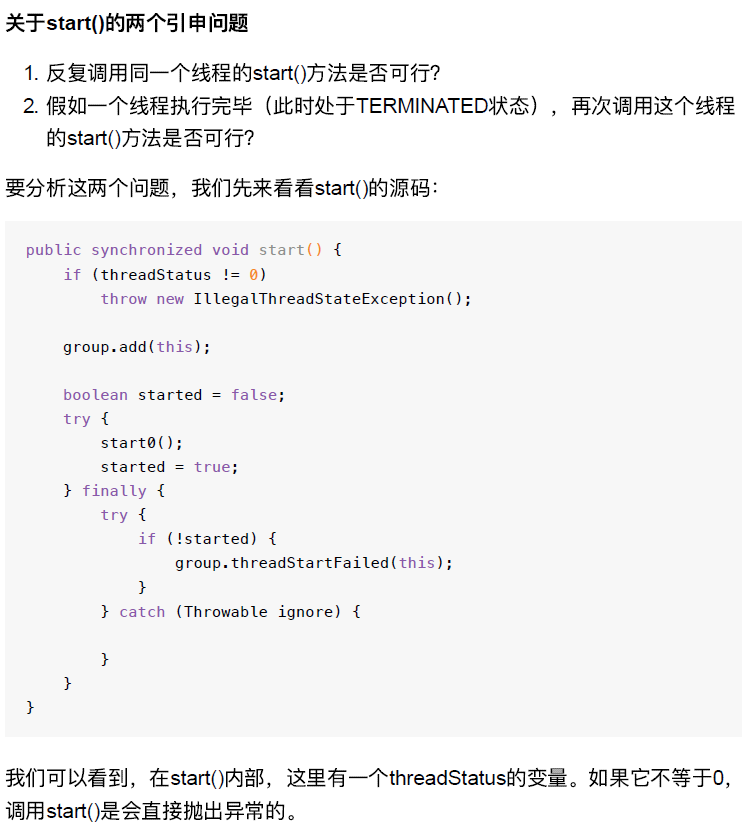 关于start()的两个引申问题
1. 反复调用同一个线程的start()方法是否可行?
2. 假如一个线程执行完毕（此时处于TERMINATED状态），再次调用这个线程
的start()方法是否可行?
要分析这两个问题，我们先来看看start()的源码：
public synchronized void start() {
    if (threadStatus != 0)
        throw new IllegalThreadStateException();
    group.add(this);
    boolean started = false;
    try {
        start0();
        started = true;
    } finally {
        try {
            if (!started) {
                group.threadStartFailed(this);
            }
        } catch (Throwable ignore) {
        }
    }
}
我们可以看到，在start()内部，这里有一个threadStatus的变量。如果它不等于0，
调用start()是会直接抛出异常的。